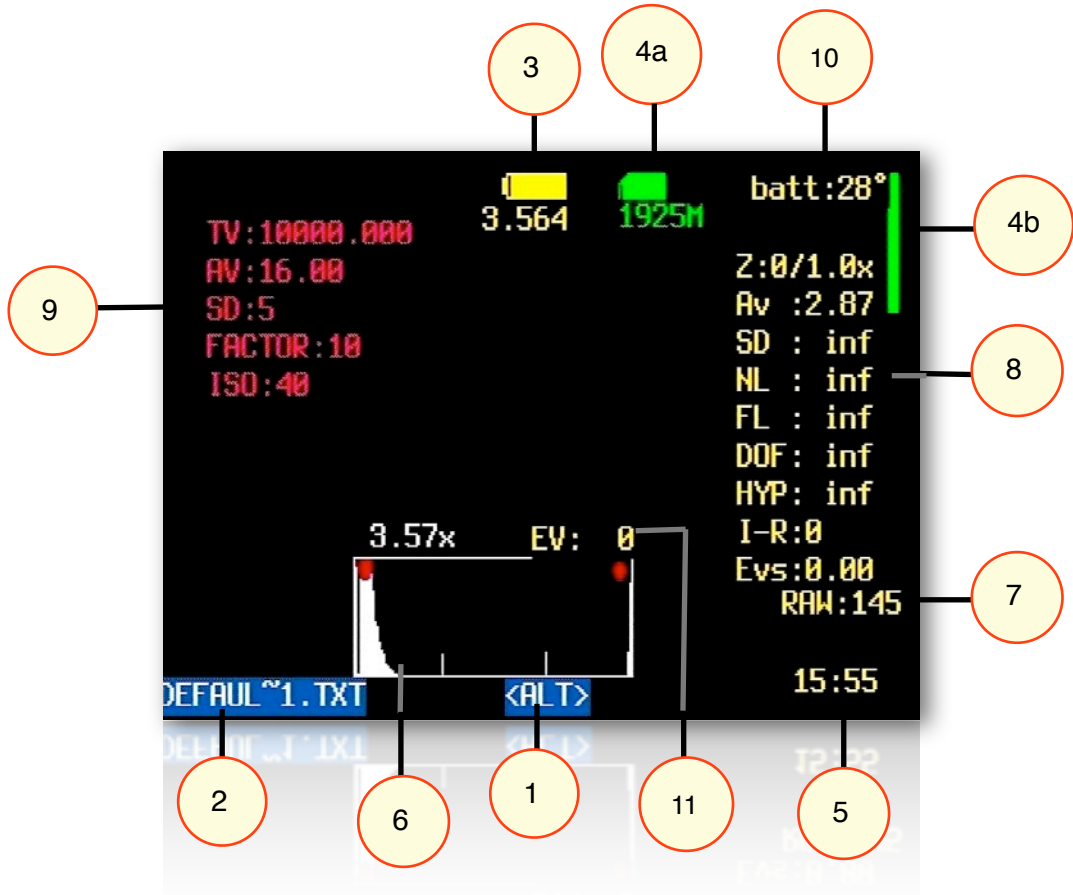 3
4a
10
batt:28°
3.564
1925M
4b
TV:10000.000
AV:16.00
SD:5
FACTOR:10
ISO:40
9
Z:0/1.0x
Av :2.87
SD : inf
NL : inf
FL : inf
DOF: inf
HYP: inf
I-R:0
Evs:0.00
RAW:145
8
7
3.57x
EV: 0
15:55
DEFAUL~1.TXT
<ALT>
2
6
1
11
5